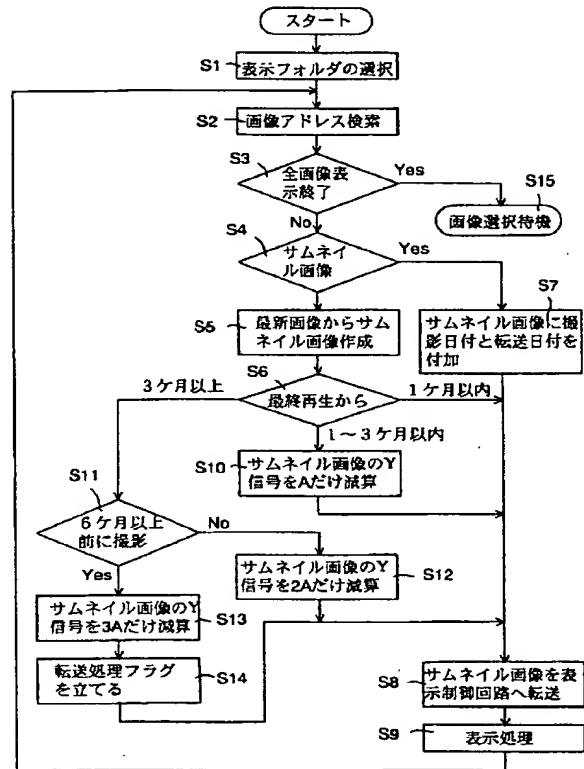 スタート
S1
表示フォルダの選択
S2
画像アドレス検索
S3
全画像表
示終了
Yes
S15
画像選択待機
No
S4
サムネイ
ル画像
Yes
S7
サムネイル画像に撮
影日付と転送日付を
付加
S5
最新画像からサム
ネイル画像作成
S6
最終再生から
3ケ月以上
1ケ月以内
1〜3ケ月以内
S10
サムネイル画像のY
信号をAだけ減算
S11
6ケ月以上
前に撮影
No
Yes
サムネイル画像のY
信号を2Aだけ減算
S12
サムネイル画像のY
信号を3Aだけ減算
S13
転送処理フラグ
を立てる
S14
S8
サムネイル画像を表
示制御回路へ転送
S9
表示処理